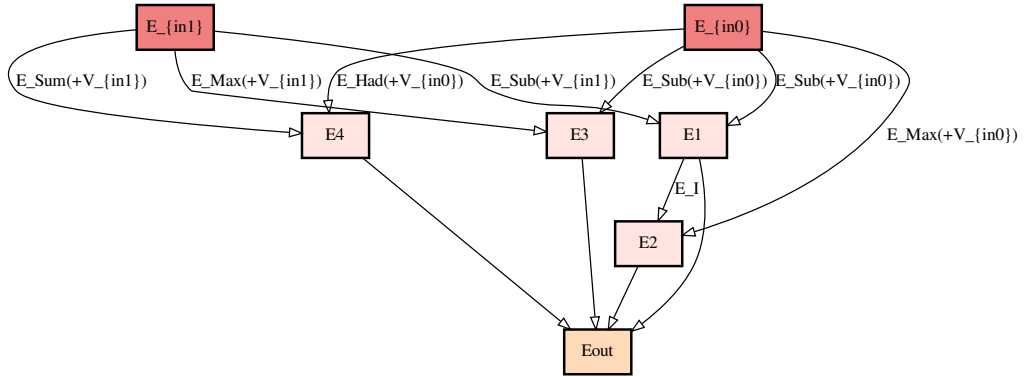 E_{in1}
E_{in0}
E_Sum(+V_{in1})
E_Max(+V_{in1})
E_Had(+V_{in0})
E_Sub(+V_{in1})
E_Sub(+V_{in0})
E_Sub(+V_{in0})
E4
E3
E1
E_Max(+V_{in0})
E_I
E2
Eout